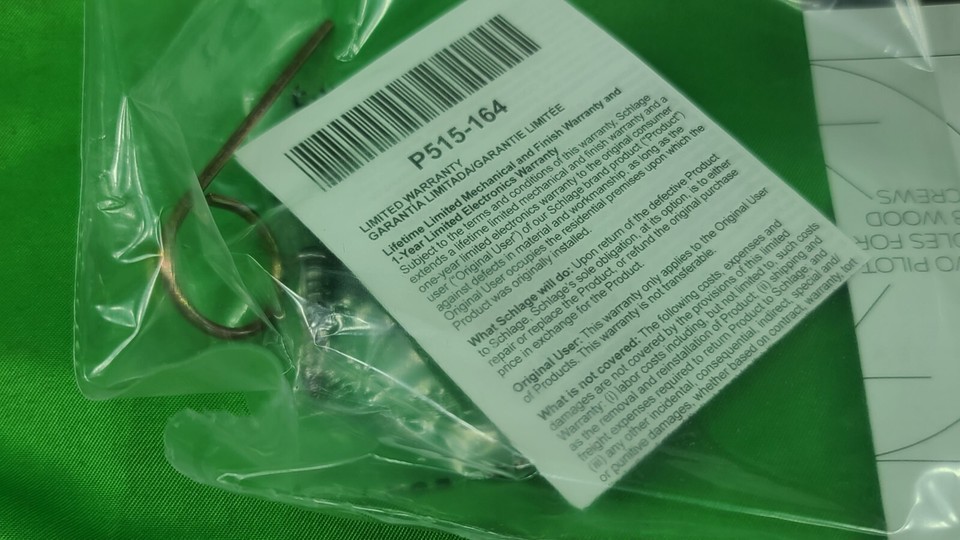 P515-164
LIMITED WARRANTY
GARANTÍA LIMITADA/GARANTIE LIMITÉE
Lifetime Limited Mechanical and Finish Warranty and
1-Year Limited Electronics Warranty
Subject to the terms and conditions of this warranty, Schlage
extends a lifetime limited mechanical and finish warranty and a
one-year limited electronics warranty to the original consumer
user ("Original User") of our Schlage brand product ("Product")
against defects in material and workmanship, as long as the
Original User occupies the residential premises upon which the
Product was originally installed.
What Schlage will do: Upon return of the defective Product
to Schlage, Schlage's sole obligation, at its option, is to either
repair or replace the Product, or refund the original purchase
price in exchange for the Product.
Original User: This warranty only applies to the Original User
of Products. This warranty is not transferable.
What is not covered: The following costs, expenses and
damages are not covered by the provisions of this limited
Warranty: (i) labor costs including, but not limited to, such costs
as the removal and reinstallation of Product; (ii) shipping and
freight expenses required to return Product to Schlage; and
(iii) any other incidental, consequential, indirect, special and/
or punitive damages, whether based on contract, warranty, tort
WO PILOT
OLES FOR
WOOD
CREWS